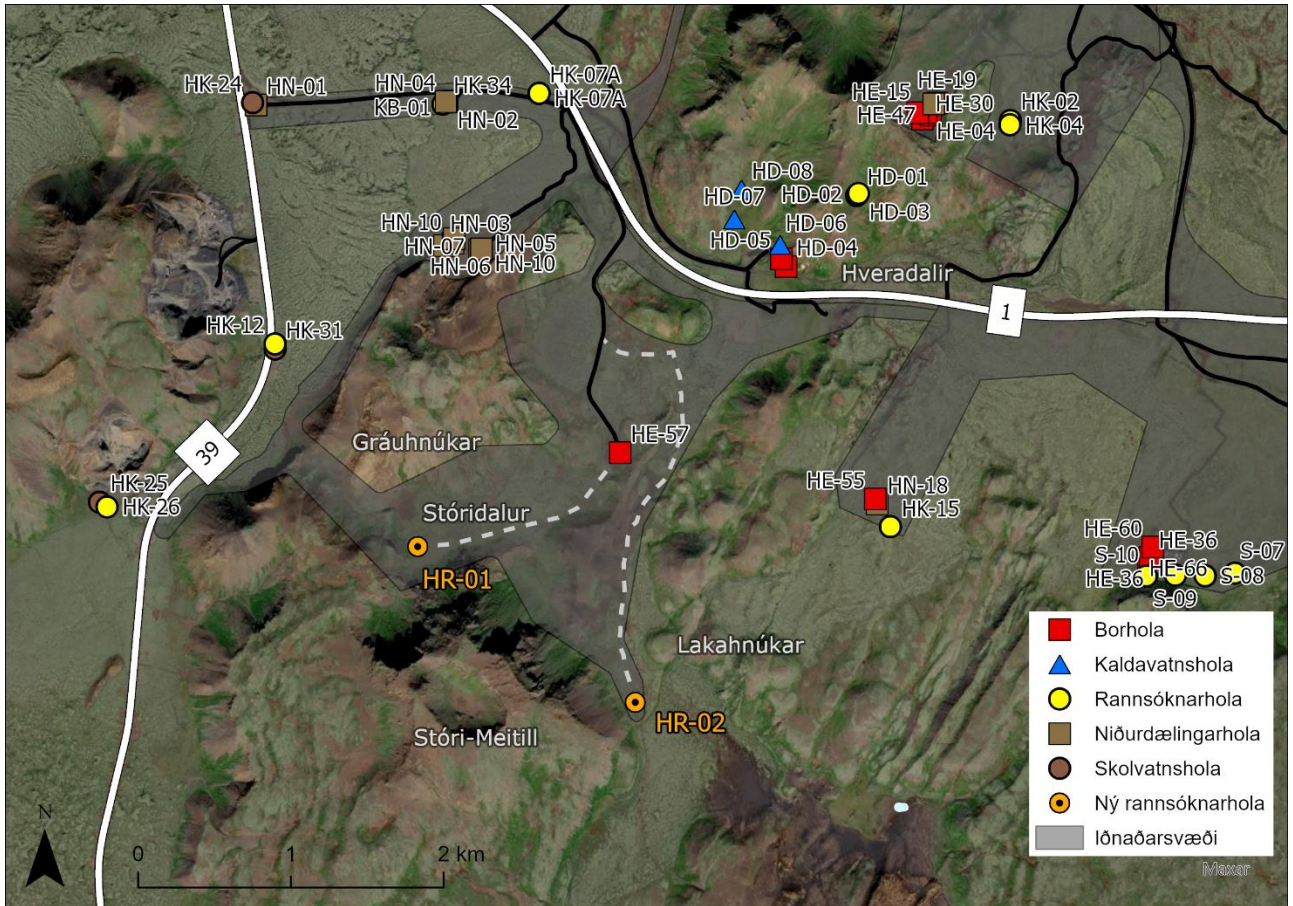 HK-24
HN-01
HN-04
HK-34
KB-01
HN-02
HK-07A
HK-07A
HE-19
HE-15
HE-30
HE-47
HE-04
HK-02
HK-04
HD-08
HD-07
HD-02
HD-01
HD-03
HD-06
HD-05
HD-04
Hveradalir
1
HN-10
HN-03
HN-07
HN-05
HN-06
HN-10
HK-12
HK-31
39
Gráuhnúkar
HE-57
HK-25
HK-26
Stóridalur
HR-01
HE-55
HN-18
HK-15
HE-60
HE-36
S-10
HE-66
S-07
HE-36
S-08
S-09
Lakahnúkar
HR-02
Stóri-Meitill
Borhola
Kaldavatnshola
Rannsóknarhola
Niðurdælingarhola
Skolvatnshola
Ný rannsóknarhola
Iðnaðarsvæði
N
0 1 2 km
Maxar